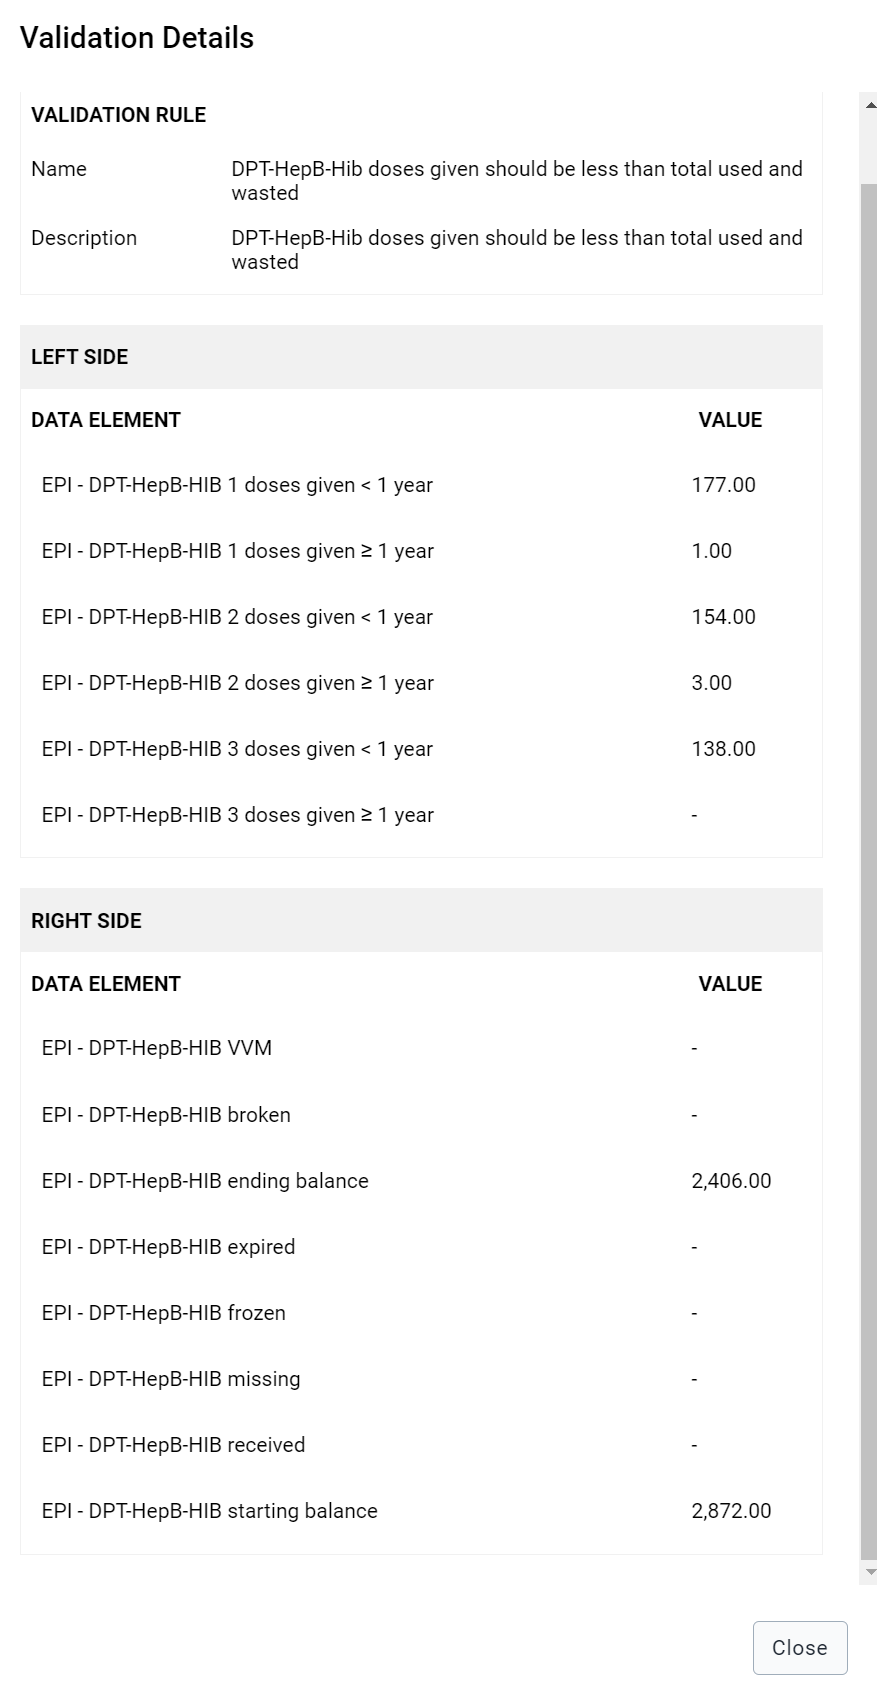 Validation Details
VALIDATION RULE
Name DPT-HepB-Hib doses given should be less than total used and
wasted
Description DPT-HepB-Hib doses given should be less than total used and
wasted
LEFT SIDE
DATA ELEMENT VALUE
EPI - DPT-HepB-HIB 1 doses given < 1 year 177.00
EPI - DPT-HepB-HIB 1 doses given ≥ 1 year 1.00
EPI - DPT-HepB-HIB 2 doses given < 1 year 154.00
EPI - DPT-HepB-HIB 2 doses given ≥ 1 year 3.00
EPI - DPT-HepB-HIB 3 doses given < 1 year 138.00
EPI - DPT-HepB-HIB 3 doses given ≥ 1 year -
RIGHT SIDE
DATA ELEMENT VALUE
EPI - DPT-HepB-HIB VVM -
EPI - DPT-HepB-HIB broken -
EPI - DPT-HepB-HIB ending balance 2,406.00
EPI - DPT-HepB-HIB expired -
EPI - DPT-HepB-HIB frozen -
EPI - DPT-HepB-HIB missing -
EPI - DPT-HepB-HIB received -
EPI - DPT-HepB-HIB starting balance 2,872.00
Close